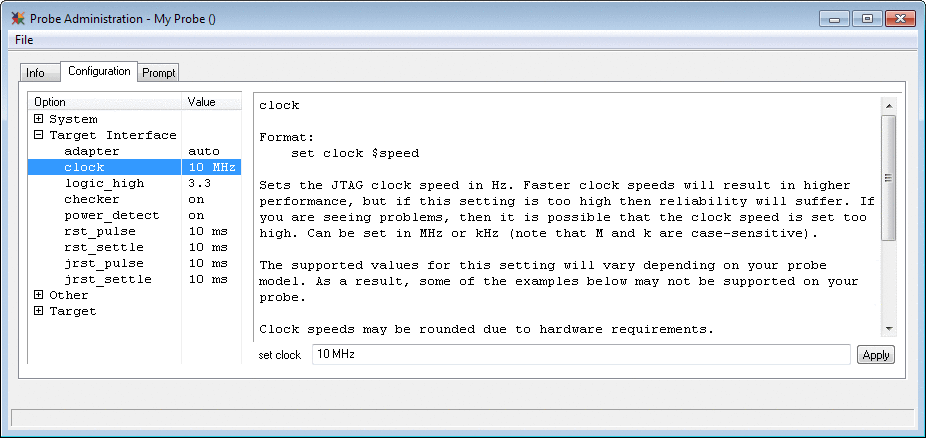 Probe Administration - My Probe ()
File
Info Configuration Prompt
Option Value
System
Target Interface
adapter auto
clock 10 MHz
logic_high 3.3
checker on
power_detect on
rst_pulse 10 ms
rst_settle 10 ms
jrst_pulse 10 ms
jrst_settle 10 ms
Other
Target
clock
Format:
set clock $speed
Sets the JTAG clock speed in Hz. Faster clock speeds will result in higher
performance, but if this setting is too high then reliability will suffer. If
you are seeing problems, then it is possible that the clock speed is set too
high. Can be set in MHz or kHz (note that M and k are case-sensitive).
The supported values for this setting will vary depending on your probe
model. As a result, some of the examples below may not be supported on your
probe.
Clock speeds may be rounded due to hardware requirements.
set clock 10 MHz Apply